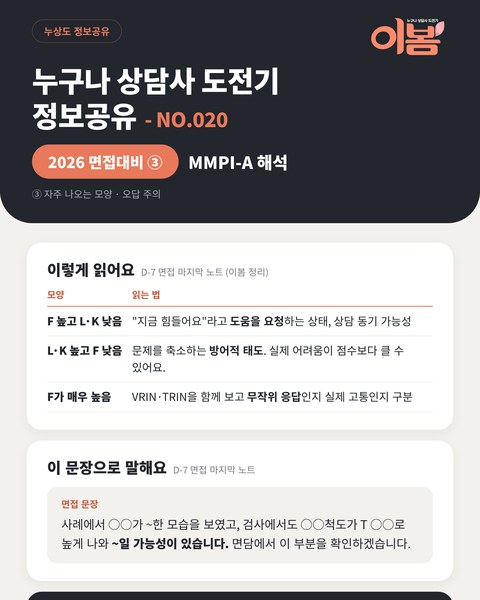 누상도 정보공유
누구나 상담사 도전기
이봄
누구나 상담사 도전기
정보공유 - NO.020
2026 면접대비 ③ MMPI-A 해석
③ 자주 나오는 모양 · 오답 주의
이렇게 읽어요 D-7 면접 마지막 노트 (이봄 정리)
모양 읽는 법
F 높고 L·K 낮음 "지금 힘들어요"라고 도움을 요청하는 상태, 상담 동기 가능성
L·K 높고 F 낮음 문제를 축소하는 방어적 태도. 실제 어려움이 점수보다 클 수
있어요.
F가 매우 높음 VRIN·TRIN을 함께 보고 무작위 응답인지 실제 고통인지 구분
이 문장으로 말해요 D-7 면접 마지막 노트
면접 문장
사례에서 ○○가 ~한 모습을 보였고, 검사에서도 ○○척도가 T ○○로
높게 나와 ~일 가능성이 있습니다. 면담에서 이 부분을 확인하겠습니다.